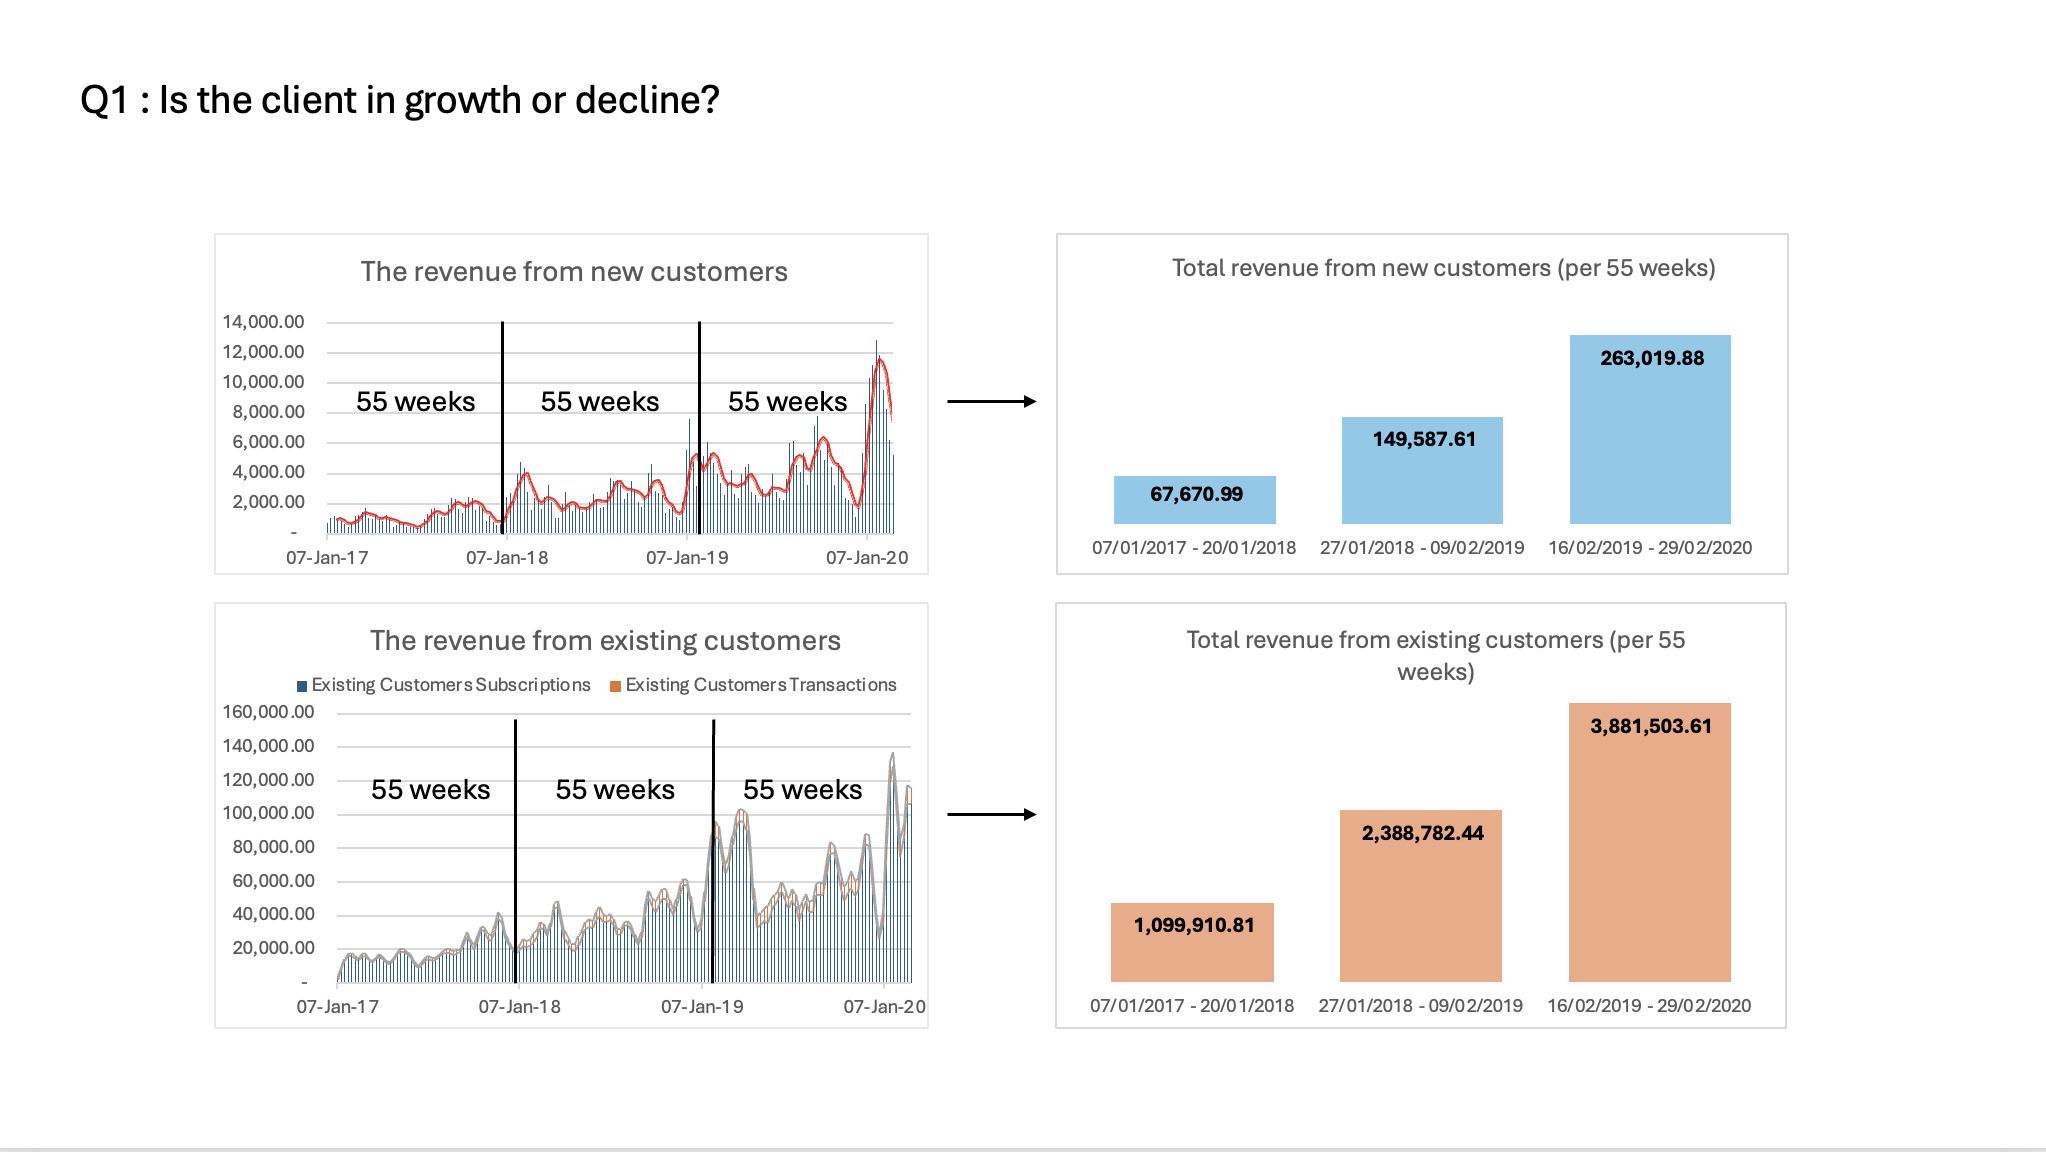 Q1 : Is the client in growth or decline?
The revenue from new customers
14,000.00
12,000.00
10,000.00
8,000.00
6,000.00
4,000.00
2,000.00
-
55 weeks
55 weeks
55 weeks
07-Jan-17
07-Jan-18
07-Jan-19
07-Jan-20
Total revenue from new customers (per 55 weeks)
67,670.99
149,587.61
263,019.88
07/01/2017 - 20/01/2018
27/01/2018 - 09/02/2019
16/02/2019 - 29/02/2020
The revenue from existing customers
Existing Customers Subscriptions
Existing Customers Transactions
160,000.00
140,000.00
120,000.00
100,000.00
80,000.00
60,000.00
40,000.00
20,000.00
-
55 weeks
55 weeks
55 weeks
07-Jan-17
07-Jan-18
07-Jan-19
07-Jan-20
Total revenue from existing customers (per 55
weeks)
1,099,910.81
2,388,782.44
3,881,503.61
07/01/2017 - 20/01/2018
27/01/2018 - 09/02/2019
16/02/2019 - 29/02/2020